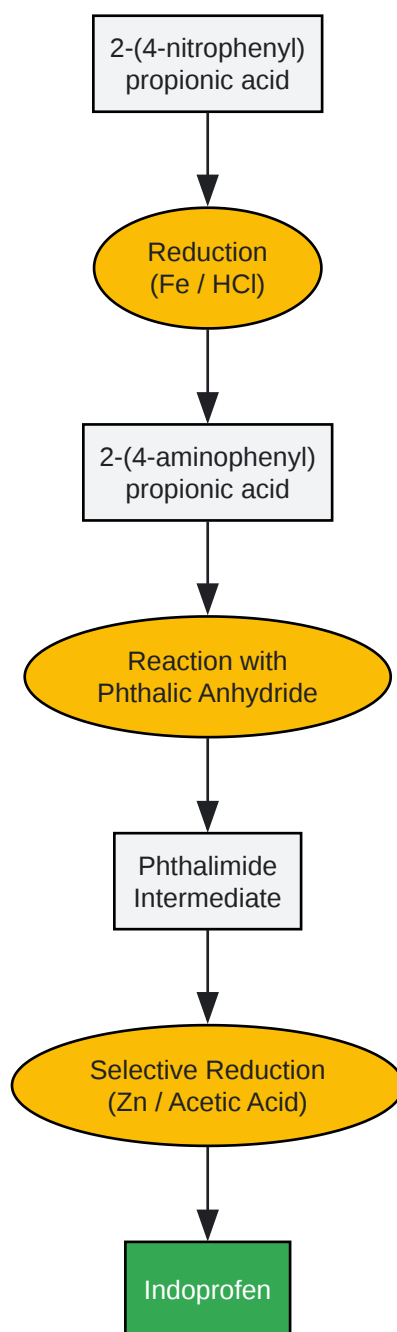 2-(4-nitrophenyl)
propionic acid
Reduction
(Fe / HCl)
2-(4-aminophenyl)
propionic acid
Reaction with
Phthalic Anhydride
Phthalimide
Intermediate
Selective Reduction
(Zn / Acetic Acid)
Indoprofen